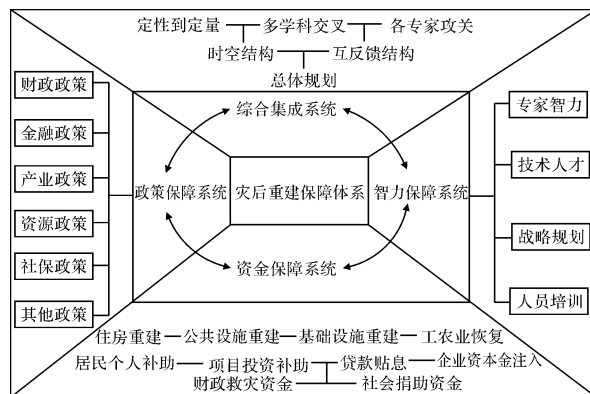 定性到定量 多学科交叉 各专家攻关
时空结构 互反馈结构
总体规划
财政政策
金融政策
产业政策
资源政策
社保政策
其他政策
综合集成系统
政策保障系统 灾后重建保障体系 智力保障系统
资金保障系统
专家智力
技术人才
战略规划
人员培训
住房重建 公共设施重建 基础设施重建 工农业恢复
居民个人补助 项目投资补助 贷款贴息 企业资本金注入
财政救灾资金 社会捐助资金